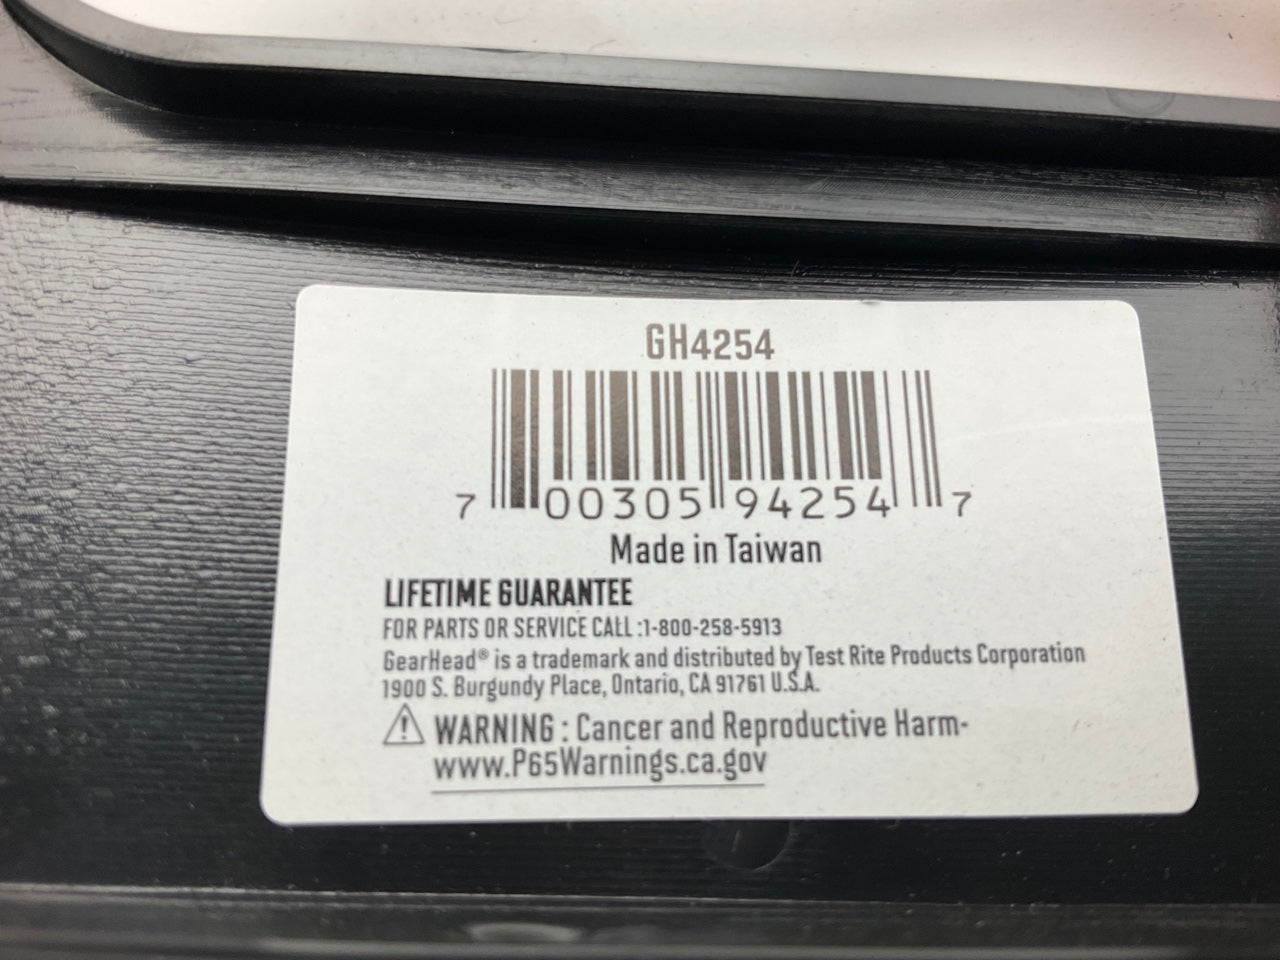 GH4254
7 00305 94254 7
Made in Taiwan
LIFETIME GUARANTEE
FOR PARTS OR SERVICE CALL :1-800-258-5913
GearHead® is a trademark and distributed by Test Rite Products Corporation
1900 S. Burgundy Place, Ontario, CA 91761 U.S.A.
WARNING : Cancer and Reproductive Harm-
www.P65Warnings.ca.gov